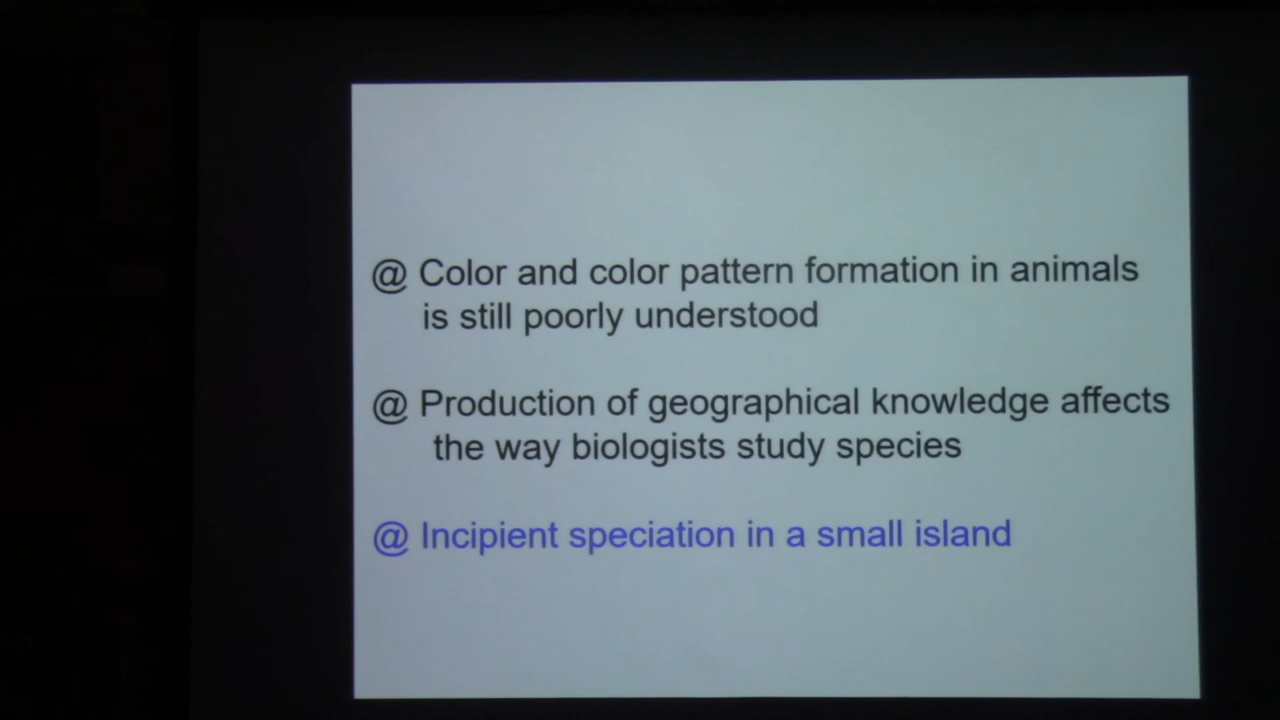 @ Color and color pattern formation in animals
is still poorly understood
@ Production of geographical knowledge affects
the way biologists study species
@ Incipient speciation in a small island